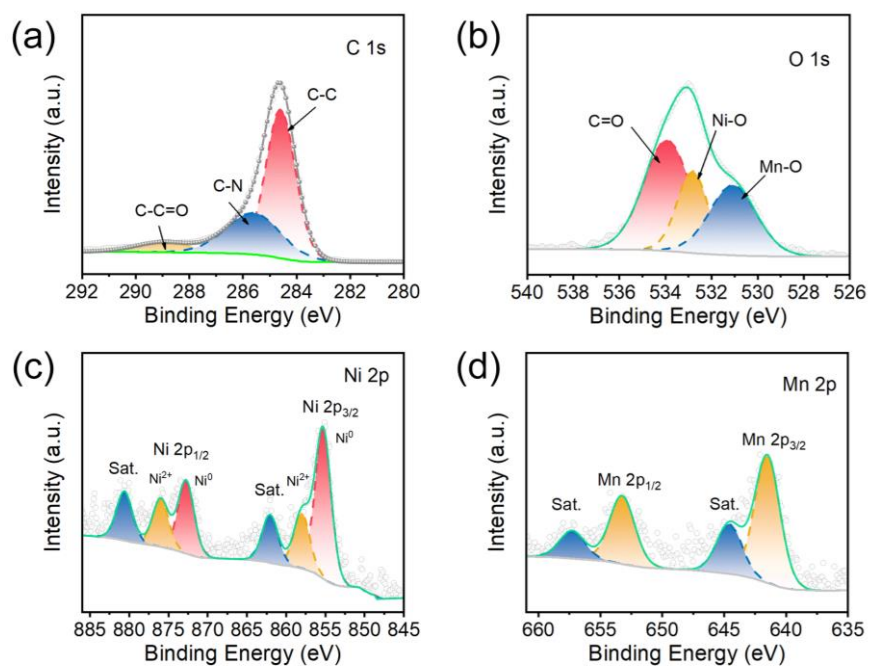 (a)
C 1s
C-C
C-N
C-C=O
Intensity (a.u.)
292 290 288 286 284 282 280
Binding Energy (eV)
(b)
O 1s
C=O
Ni-O
Mn-O
Intensity (a.u.)
540 538 536 534 532 530 528 526
Binding Energy (eV)
(c)
Ni 2p
Ni 2p3/2
Ni⁰
Ni 2p1/2
Sat.
Ni²⁺
Ni⁰
Sat.
Ni²⁺
Intensity (a.u.)
885 880 875 870 865 860 855 850 845
Binding Energy (eV)
(d)
Mn 2p
Mn 2p3/2
Mn 2p1/2
Sat.
Sat.
Intensity (a.u.)
660 655 650 645 640 635
Binding Energy (eV)